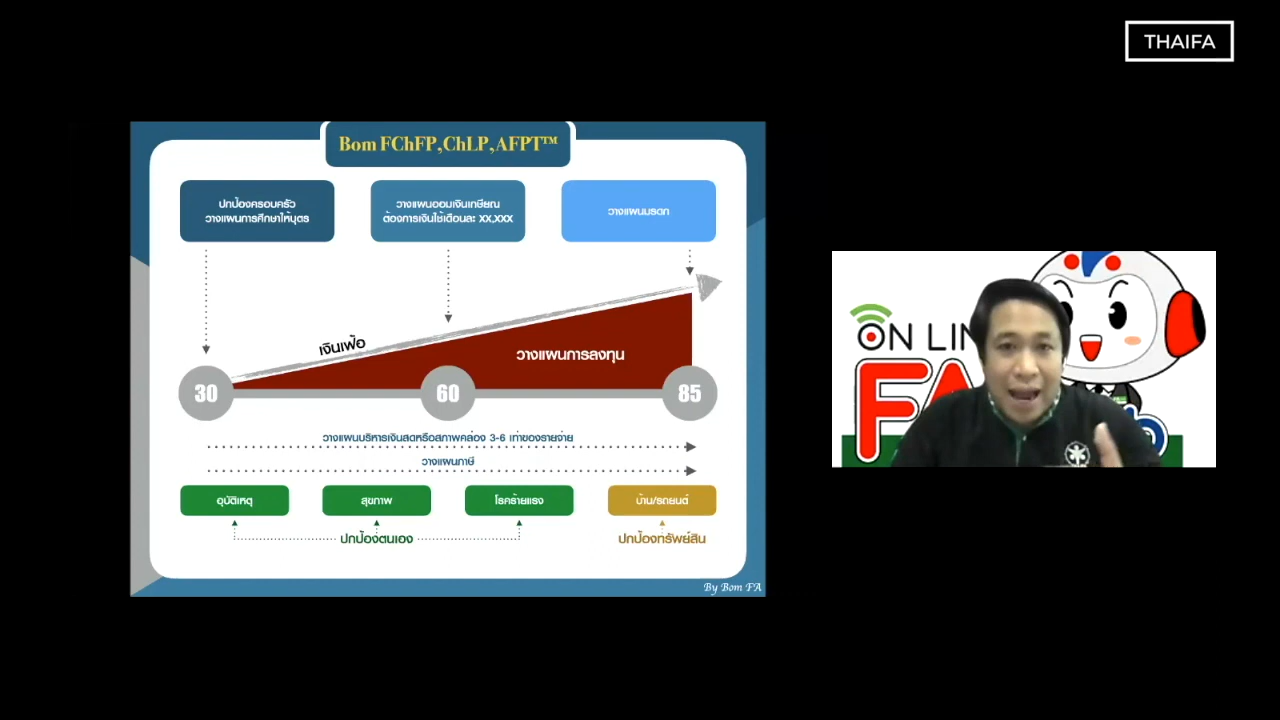 THAIFA
Bom FChFP,ChLP,AFPT™
ปกป้องครอบครัว
วางแผนการศึกษาให้บุตร
วางแผนออมเงินเกษียณ
ต้องการเงินใช้เดือนละ XX,XXX
วางแผนมรดก
เงินเฟ้อ
วางแผนการลงทุน
30
60
85
วางแผนบริหารเงินสดหรือสภาพคล่อง 3-6 เท่าของรายจ่าย
วางแผนภาษี
อุบัติเหตุ
สุขภาพ
โรคร้ายแรง
บ้าน/รถยนต์
ปกป้องตนเอง
ปกป้องทรัพย์สิน
By Bom FA
ON LIN
FA